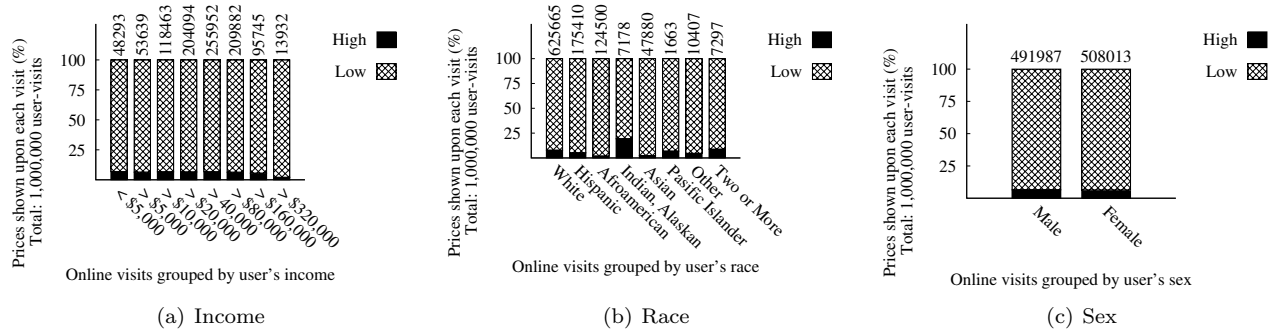 Prices shown upon each visit (%)
Total: 1,000,000 user-visits
100
75
50
25
48293
53639
118463
204094
255952
209882
95745
13932
High
Low
< $5,000
> $5,000
> $10,000
> $20,000
> 40,000
> $80,000
> $160,000
> $320,000
Online visits grouped by user's income
(a) Income
Prices shown upon each visit (%)
Total: 1,000,000 user-visits
100
75
50
25
625665
175410
124500
7178
47880
1663
10407
7297
High
Low
White
Hispanic
Afroamerican
Indian, Alaskan
Asian
Pasific Islander
Other
Two or More
Online visits grouped by user's race
(b) Race
Prices shown upon each visit (%)
Total: 1,000,000 user-visits
100
75
50
25
491987
508013
High
Low
Male
Female
Online visits grouped by user's sex
(c) Sex